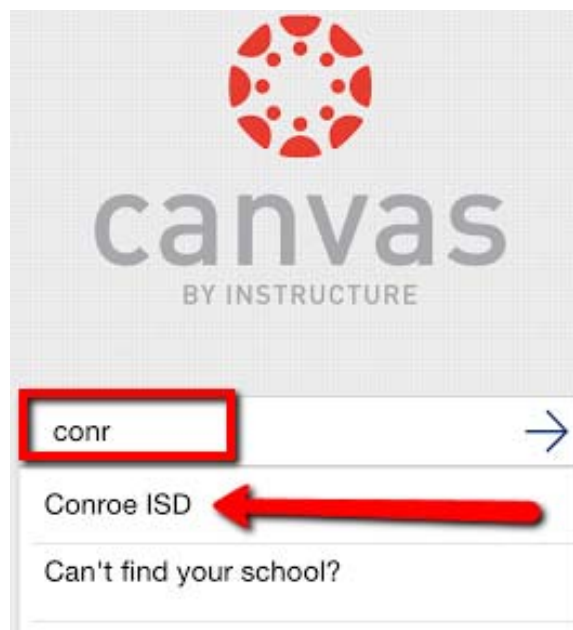 canvas
BY INSTRUCTURE
conr
Conroe ISD
Can't find your school?